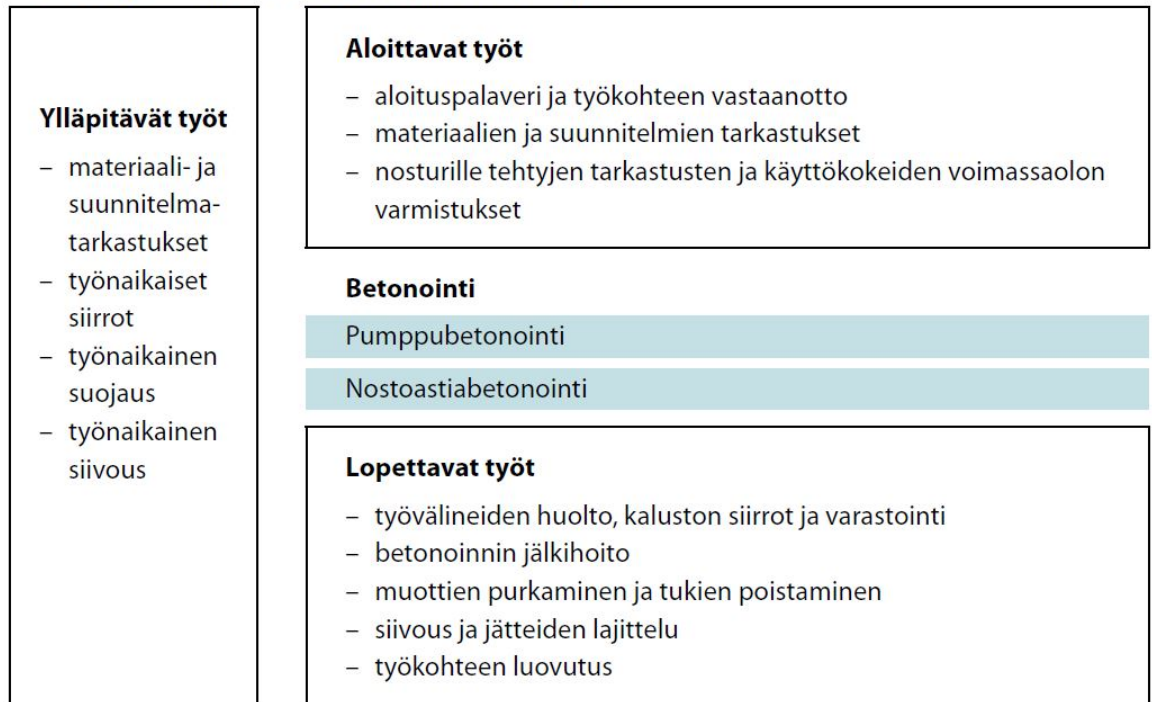 Ylläpitävät työt
– materiaali- ja
suunnitelma-
tarkastukset
– työnaikaiset
siirrot
– työnaikainen
suojaus
– työnaikainen
siivous
Aloittavat työt
– aloituspalaveri ja työkohteen vastaanotto
– materiaalien ja suunnitelmien tarkastukset
– nosturille tehtyjen tarkastusten ja käyttökokeiden voimassaolon
varmistukset
Betonointi
Pumppubetonointi
Nostoastiabetonointi
Lopettavat työt
– työvälineiden huolto, kaluston siirrot ja varastointi
– betonoinnin jälkihoito
– muottien purkaminen ja tukien poistaminen
– siivous ja jätteiden lajittelu
– työkohteen luovutus